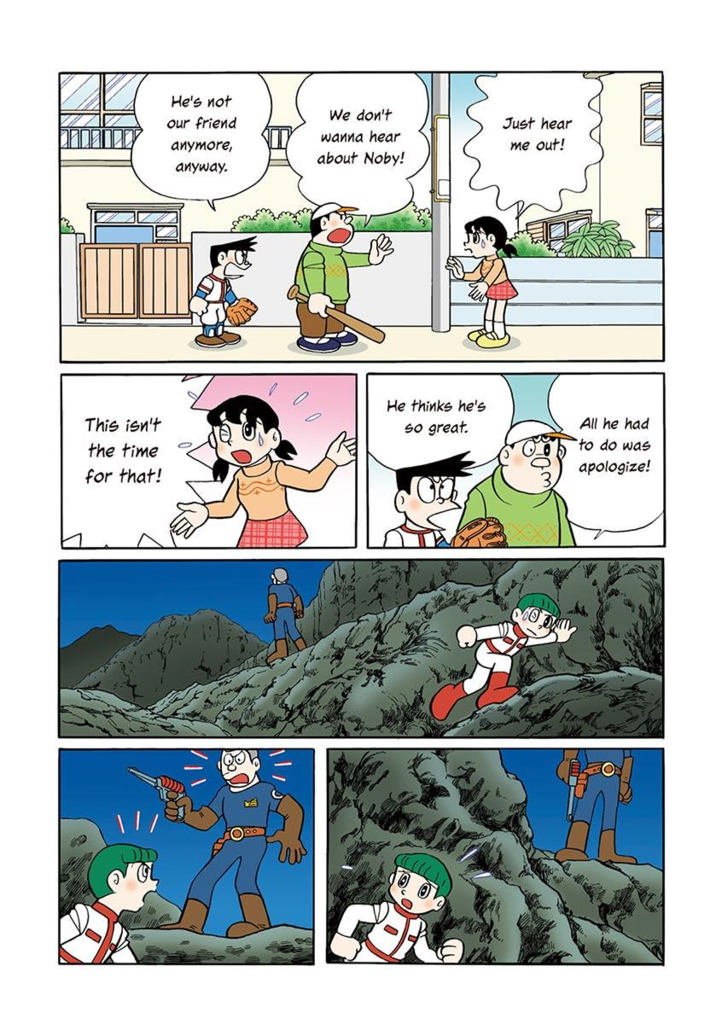 He's not
our friend
anymore,
anyway.
We don't
wanna hear
about Noby!
Just hear
me out!
This isn't
the time
for that!
He thinks he's
so great.
All he had
to do was
apologize!